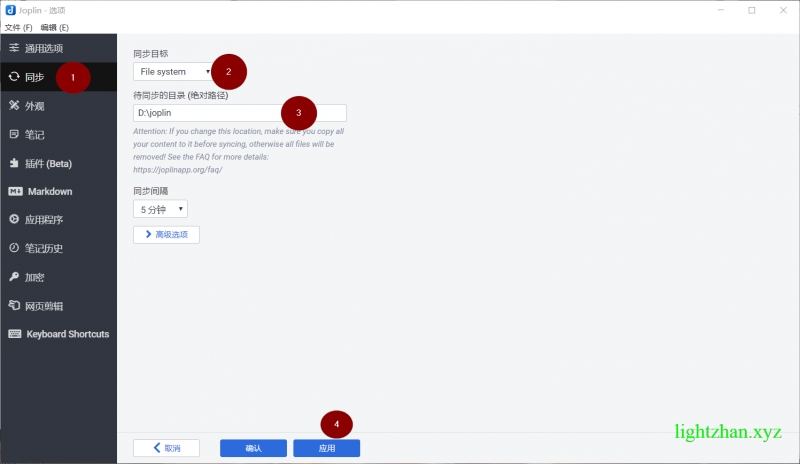 Joplin - 选项
文件 (F) 编辑 (E)
通用选项
同步
1
外观
笔记
插件 (Beta)
M↓ Markdown
应用程序
笔记历史
加密
网页剪辑
Keyboard Shortcuts
同步目标
File system
2
待同步的目录 (绝对路径)
D:\joplin
3
Attention: If you change this location, make sure you copy all
your content to it before syncing, otherwise all files will be
removed! See the FAQ for more details:
https://joplinapp.org/faq/
同步间隔
5 分钟
高级选项
4
取消
确认
应用
lightzhan.xyz